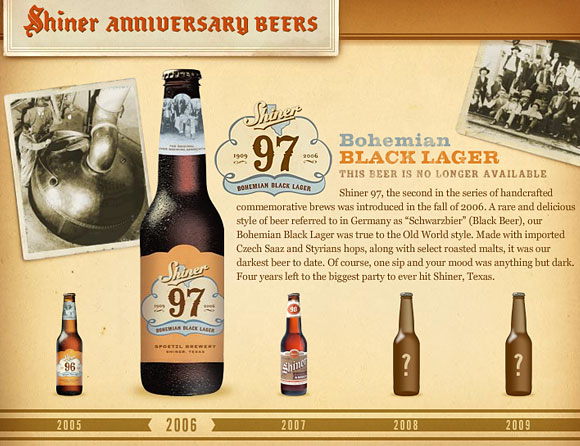 Shiner ANNIVERSARY BEERS
Shiner
97
1909 2006
BOHEMIAN BLACK LAGER
Bohemian
BLACK LAGER
THIS BEER IS NO LONGER AVAILABLE
Shiner 97, the second in the series of handcrafted
commemorative brews was introduced in the fall of 2006. A rare and delicious
style of beer referred to in Germany as “Schwarzbier” (Black Beer), our
Bohemian Black Lager was true to the Old World style. Made with imported
Czech Saaz and Styrians hops, along with select roasted malts, it was our
darkest beer to date. Of course, one sip and your mood was anything but dark.
Four years left to the biggest party to ever hit Shiner, Texas.
Shiner
97
1909 2006
BOHEMIAN BLACK LAGER
SPOETZL BREWERY
SHINER, TEXAS
Shiner
96
98
Shiner
?
?
2005 2006 2007 2008 2009